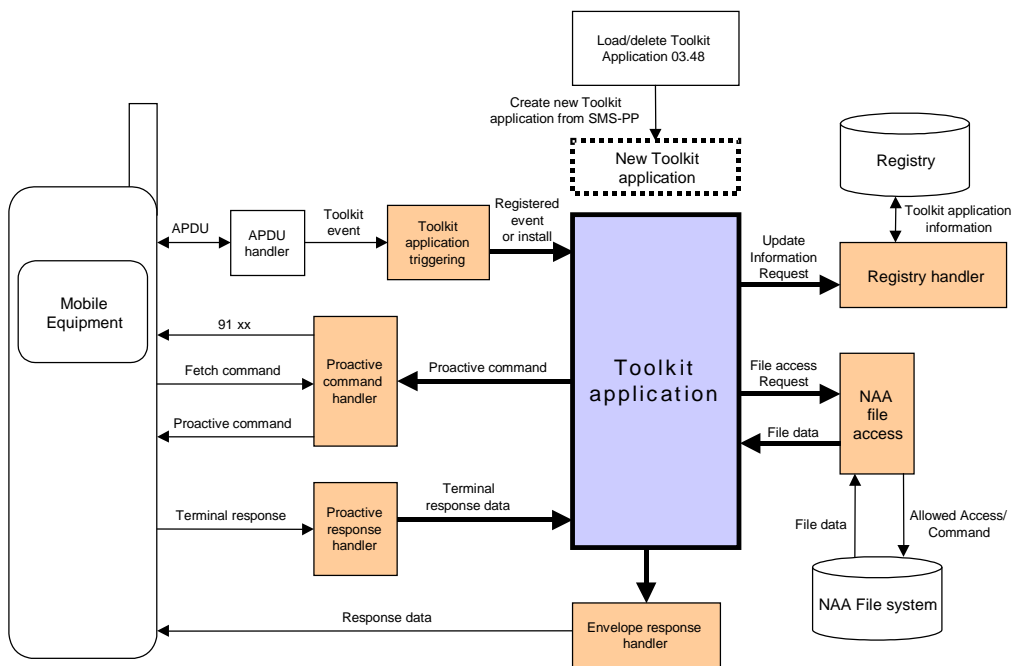 Load/delete Toolkit
Application 03.48
Create new Toolkit
application from SMS-PP
New Toolkit
application
Registry
Toolkit application
information
APDU
APDU
handler
Toolkit
event
Toolkit
application
triggering
Registered
event
or install
Update
Information
Request
Registry handler
Mobile
Equipment
91 xx
Fetch command
Proactive command
Proactive
command
handler
Proactive command
Toolkit
application
File access
Request
File data
NAA
file
access
Terminal response
Proactive
response
handler
Terminal
response data
File data
Allowed Access/
Command
NAA File system
Response data
Envelope response
handler